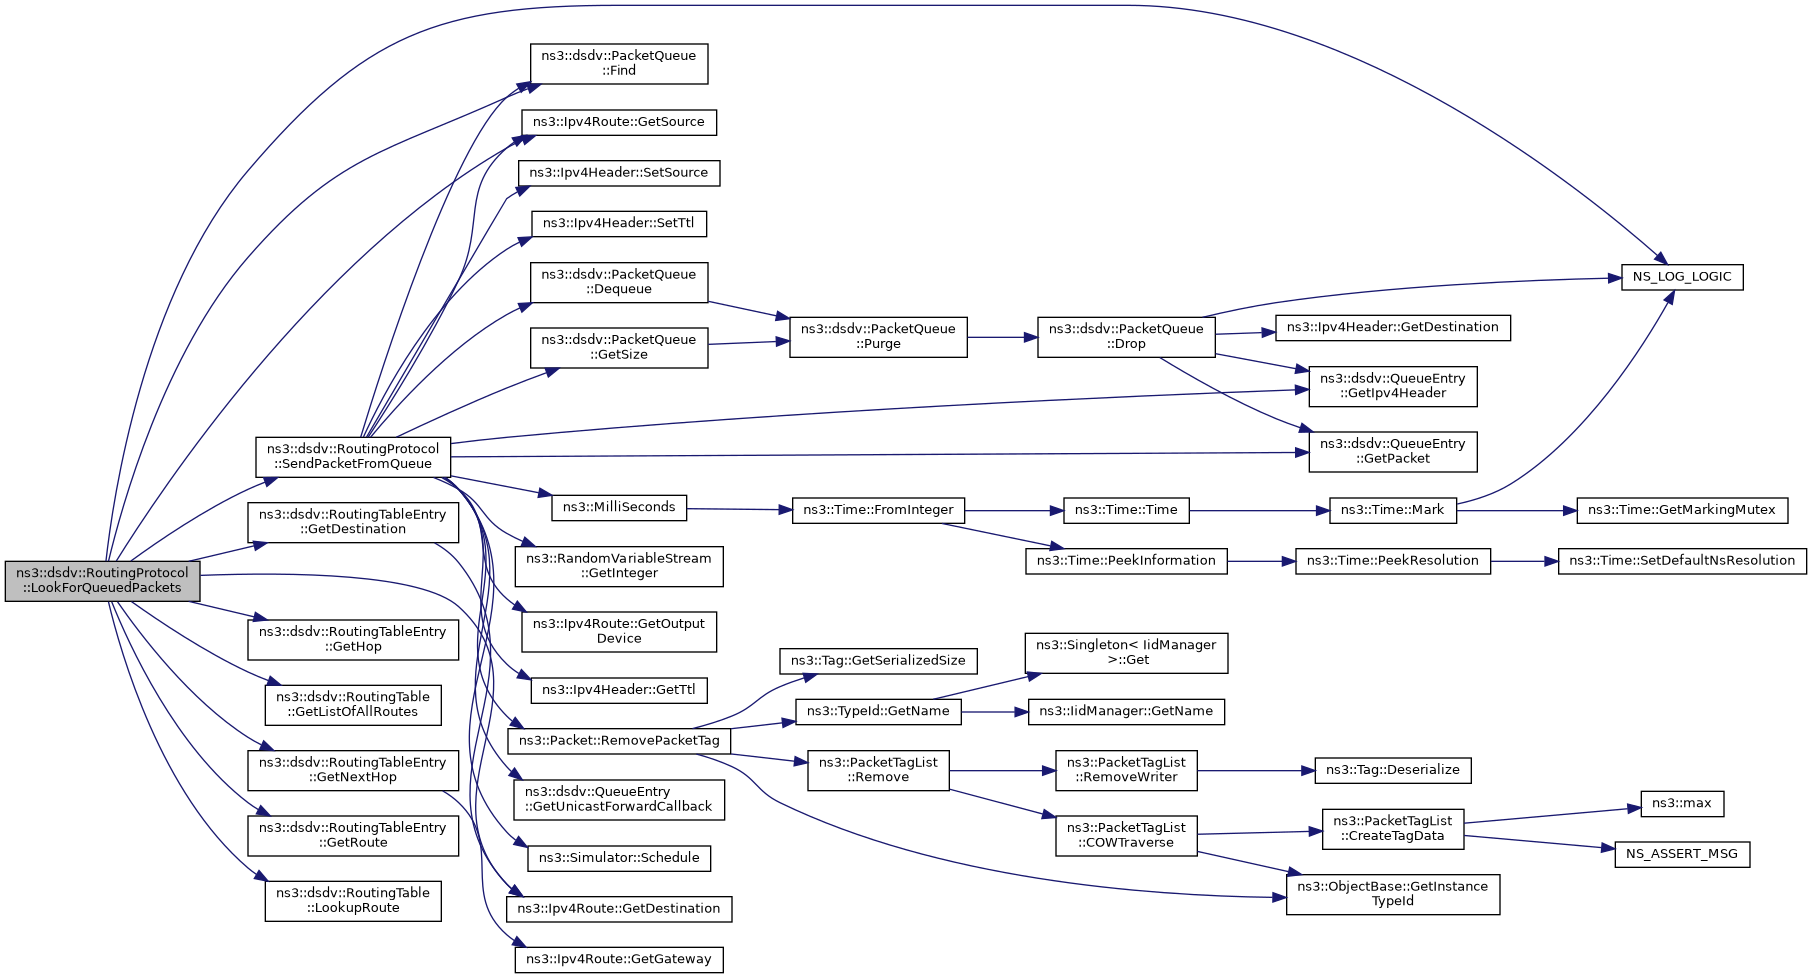 ns3::dsdv::RoutingProtocol
::LookForQueuedPackets
ns3::dsdv::PacketQueue
::Find
ns3::Ipv4Route::GetSource
ns3::Ipv4Header::SetSource
ns3::Ipv4Header::SetTtl
ns3::dsdv::PacketQueue
::Dequeue
ns3::dsdv::PacketQueue
::GetSize
ns3::dsdv::PacketQueue
::Purge
ns3::dsdv::PacketQueue
::Drop
NS_LOG_LOGIC
ns3::Ipv4Header::GetDestination
ns3::dsdv::QueueEntry
::GetIpv4Header
ns3::dsdv::QueueEntry
::GetPacket
ns3::dsdv::RoutingProtocol
::SendPacketFromQueue
ns3::dsdv::RoutingTableEntry
::GetDestination
ns3::MilliSeconds
ns3::Time::FromInteger
ns3::Time::Time
ns3::Time::Mark
ns3::Time::GetMarkingMutex
ns3::Time::PeekInformation
ns3::Time::PeekResolution
ns3::Time::SetDefaultNsResolution
ns3::RandomVariableStream
::GetInteger
ns3::Ipv4Route::GetOutput
Device
ns3::dsdv::RoutingTableEntry
::GetHop
ns3::dsdv::RoutingTable
::GetListOfAllRoutes
ns3::Ipv4Header::GetTtl
ns3::Packet::RemovePacketTag
ns3::Tag::GetSerializedSize
ns3::TypeId::GetName
ns3::Singleton< IidManager
>::Get
ns3::IidManager::GetName
ns3::PacketTagList
::Remove
ns3::PacketTagList
::RemoveWriter
ns3::Tag::Deserialize
ns3::PacketTagList
::COWTraverse
ns3::PacketTagList
::CreateTagData
ns3::max
NS_ASSERT_MSG
ns3::ObjectBase::GetInstance
TypeId
ns3::dsdv::RoutingTableEntry
::GetNextHop
ns3::dsdv::QueueEntry
::GetUnicastForwardCallback
ns3::dsdv::RoutingTableEntry
::GetRoute
ns3::Simulator::Schedule
ns3::dsdv::RoutingTable
::LookupRoute
ns3::Ipv4Route::GetDestination
ns3::Ipv4Route::GetGateway